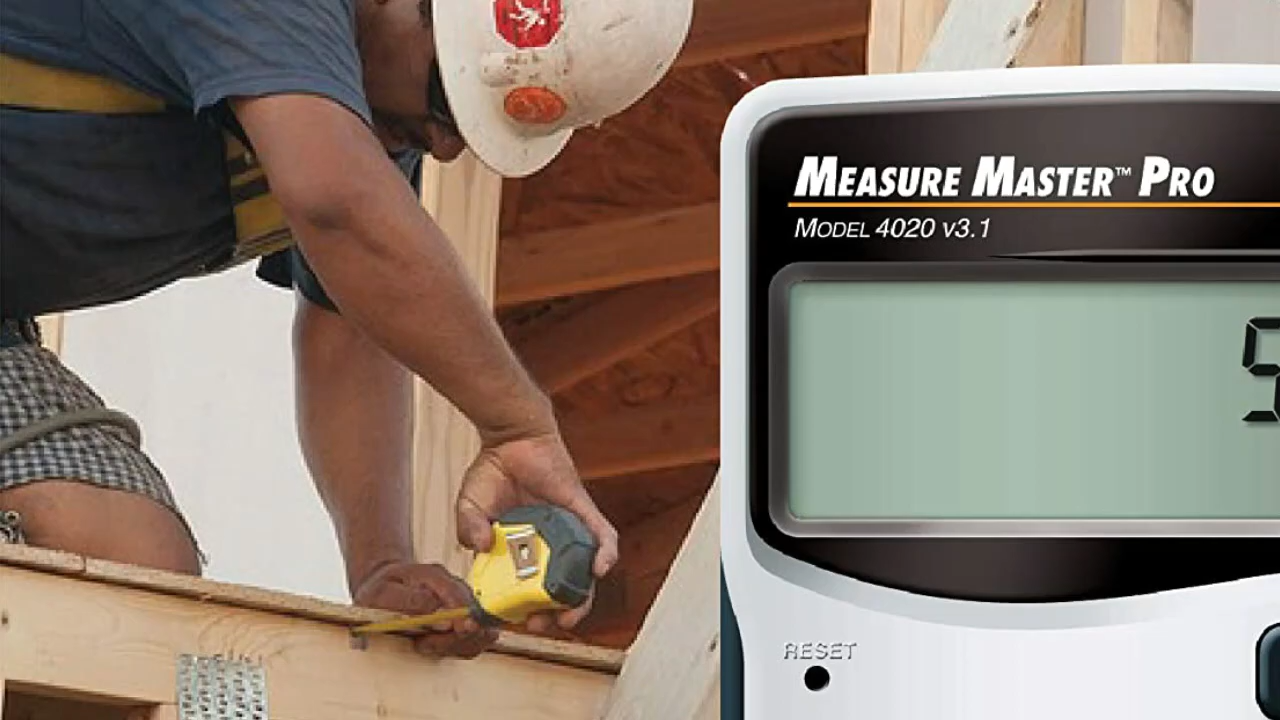 MEASURE MASTER™ PRO
MODEL 4020 v3.1
RESET